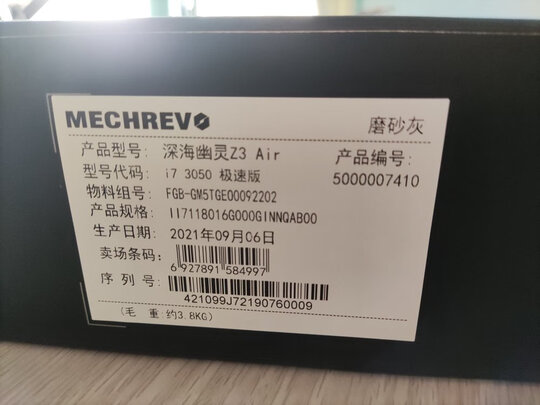 MECHREVO
磨砂灰
产品型号: 深海幽灵Z3 Air
产品编号:
型号代码: i7 3050 极速版
5000007410
物料组号: FGB-GM5TGE00092202
产品规格: II7118016G000GINNQAB00
生产日期: 2021年09月06日
卖场条码:
6 927891 584997
序 列 号:
421099J72190760009
(毛 重:约3.8KG)